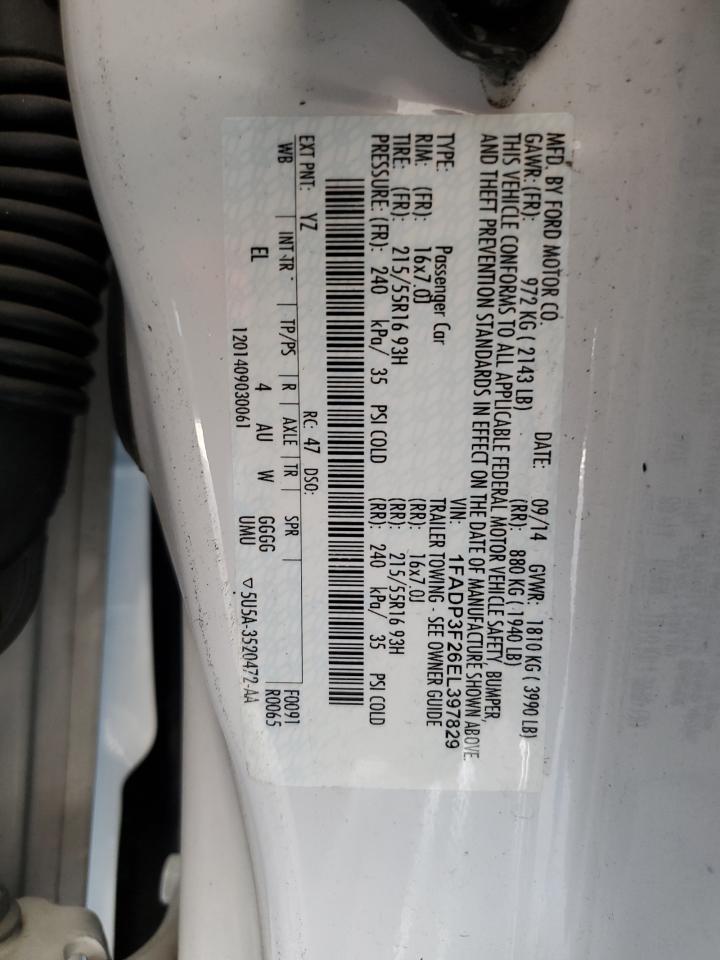 MFD. BY FORD MOTOR CO.
DATE: 09/14 GVWR: 1810 KG ( 3990 LB)
GAWR: (FR): 972 KG ( 2143 LB) (RR): 880 KG ( 1940 LB)
THIS VEHICLE CONFORMS TO ALL APPLICABLE FEDERAL MOTOR VEHICLE SAFETY, BUMPER,
AND THEFT PREVENTION STANDARDS IN EFFECT ON THE DATE OF MANUFACTURE SHOWN ABOVE.
VIN: 1FADP3F26EL397829
TYPE: Passenger Car TRAILER TOWING - SEE OWNER GUIDE
RIM: (FR): 16x7.0J (RR): 16x7.0J
TIRE: (FR): 215/55R16 93H (RR): 215/55R16 93H
PRESSURE: (FR): 240 kPa/ 35 PSI COLD (RR): 240 kPa/ 35 PSI COLD
EXT PNT: YZ RC: 47 DSO: F0091
WB INT TR TP/PS R AXLE TR SPR R0065
EL 4 AU W GGGG
1201409030061 UMU ▽5U5A-3520472-AA